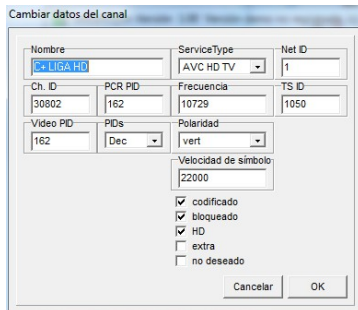 Cambiar datos del canal
Nombre ServiceType Net ID
C+ LIGA HD AVC HD TV 1
Ch. ID PCR PID Frecuencia TS ID
30802 162 10729 1050
Video PID PIDs Polaridad
162 Dec vert
Velocidad de símbolo
22000
codificado
bloqueado
HD
extra
no deseado
Cancelar OK